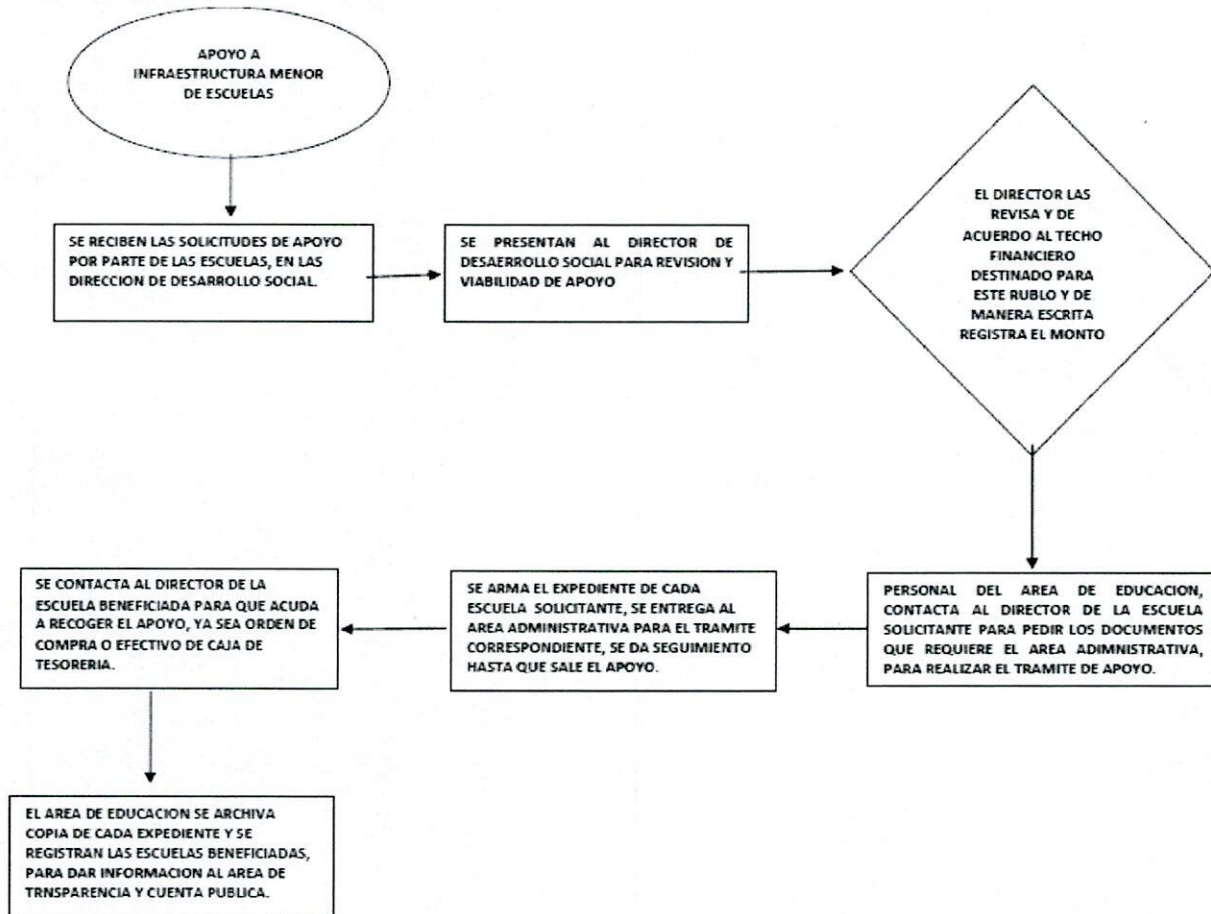 APOYO A
INFRAESTRUCTURA MENOR
DE ESCUELAS
SE RECIBEN LAS SOLICITUDES DE APOYO
POR PARTE DE LAS ESCUELAS, EN LAS
DIRECCION DE DESARROLLO SOCIAL.
SE PRESENTAN AL DIRECTOR DE
DESAERROLLO SOCIAL PARA REVISION Y
VIABILIDAD DE APOYO
EL DIRECTOR LAS
REVISA Y DE
ACUERDO AL TECHO
FINANCIERO
DESTINADO PARA
ESTE RUBLO Y DE
MANERA ESCRITA
REGISTRA EL MONTO
PERSONAL DEL AREA DE EDUCACION,
CONTACTA AL DIRECTOR DE LA ESCUELA
SOLICITANTE PARA PEDIR LOS DOCUMENTOS
QUE REQUIERE EL AREA ADIMNISTRATIVA,
PARA REALIZAR EL TRAMITE DE APOYO.
SE ARMA EL EXPEDIENTE DE CADA
ESCUELA SOLICITANTE, SE ENTREGA AL
AREA ADMINISTRATIVA PARA EL TRAMITE
CORRESPONDIENTE, SE DA SEGUIMIENTO
HASTA QUE SALE EL APOYO.
SE CONTACTA AL DIRECTOR DE LA
ESCUELA BENEFICIADA PARA QUE ACUDA
A RECOGER EL APOYO, YA SEA ORDEN DE
COMPRA O EFECTIVO DE CAJA DE
TESORERIA.
EL AREA DE EDUCACION SE ARCHIVA
COPIA DE CADA EXPEDIENTE Y SE
REGISTRAN LAS ESCUELAS BENEFICIADAS,
PARA DAR INFORMACION AL AREA DE
TRNSPARENCIA Y CUENTA PUBLICA.